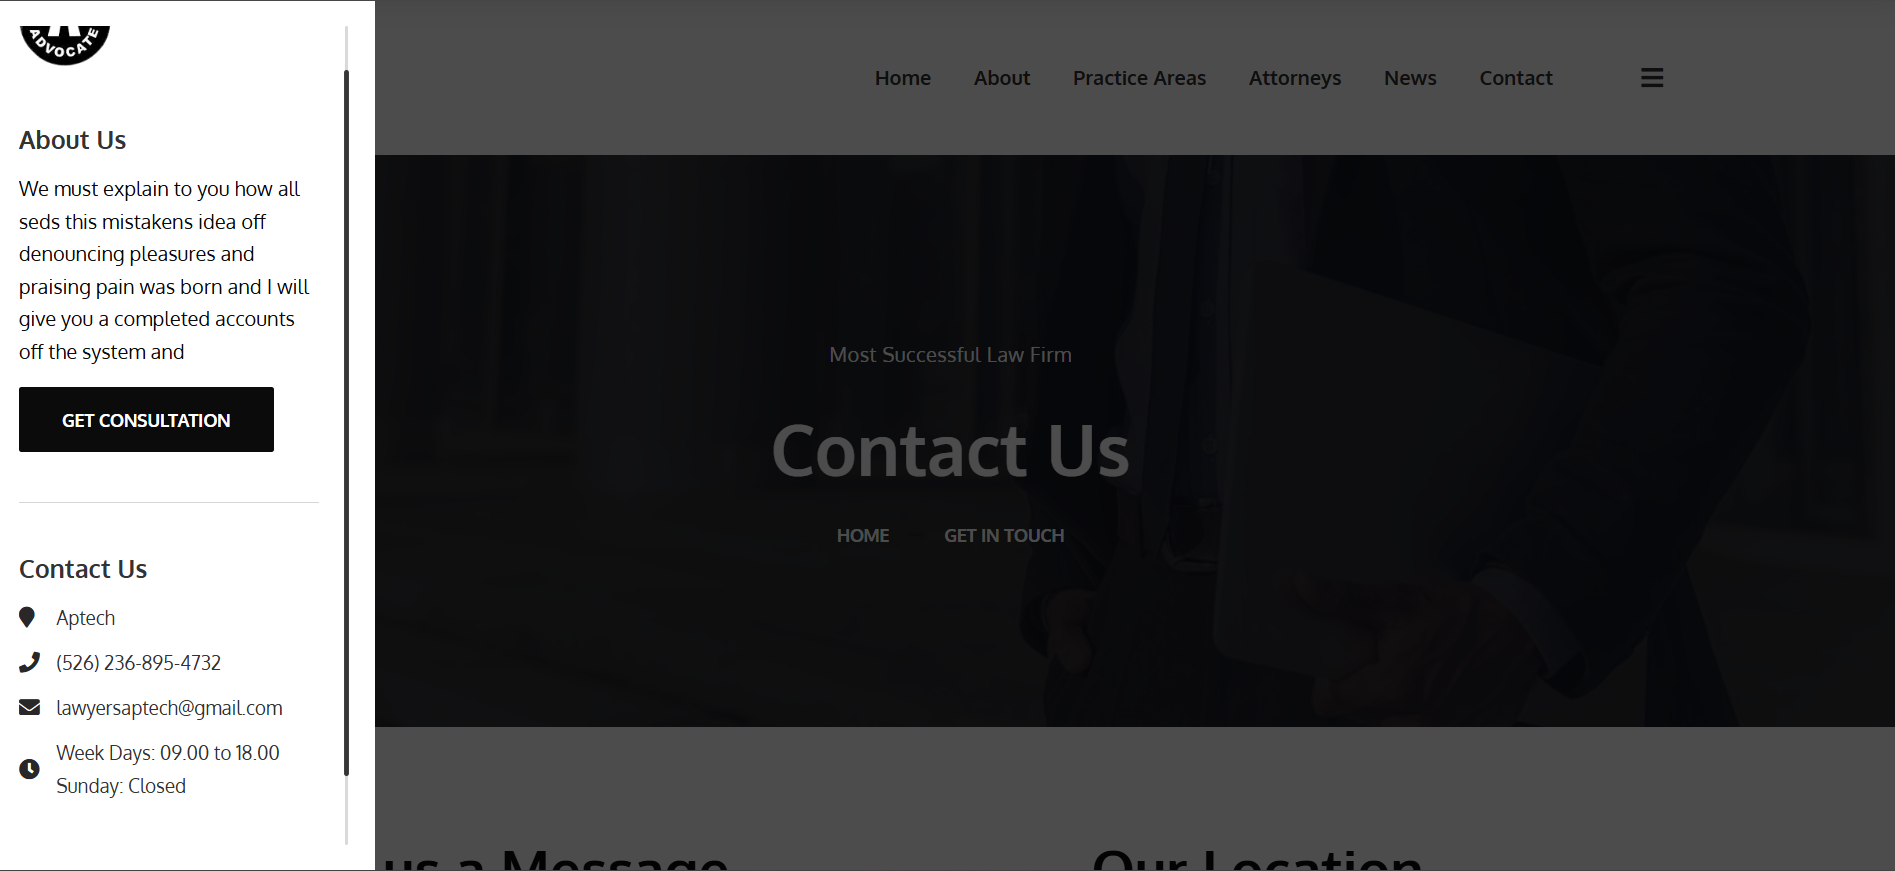 ADVOCATE
About Us
We must explain to you how all
seds this mistakens idea off
denouncing pleasures and
praising pain was born and I will
give you a completed accounts
off the system and
GET CONSULTATION
Contact Us
Aptech
(526) 236-895-4732
lawyersaptech@gmail.com
Week Days: 09.00 to 18.00
Sunday: Closed
Home About Practice Areas Attorneys News Contact
Most Successful Law Firm
Contact Us
HOME GET IN TOUCH
us a Message
Our Location